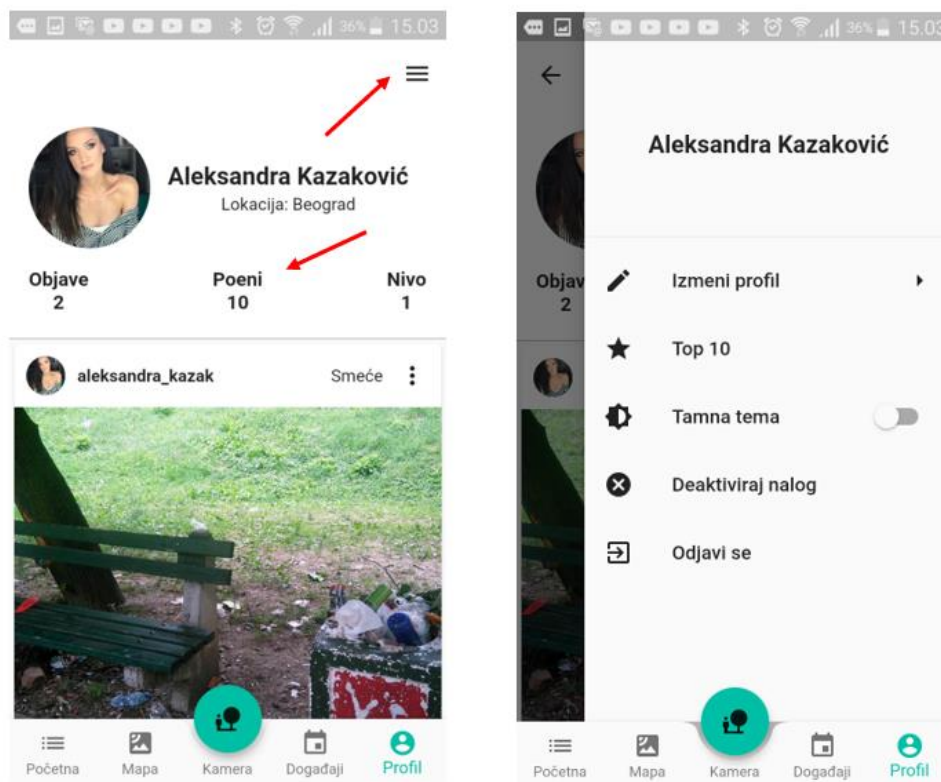 36% 15.03
Aleksandra Kazaković
Lokacija: Beograd
Objave Poeni Nivo
2 10 1
aleksandra_kazak Smeće
Početna Mapa Kamera Događaji Profil
36% 15.03
Aleksandra Kazaković
Objav
2
Izmeni profil
Top 10
Tamna tema
Deaktiviraj nalog
Odjavi se
Početna Mapa Kamera Događaji Profil